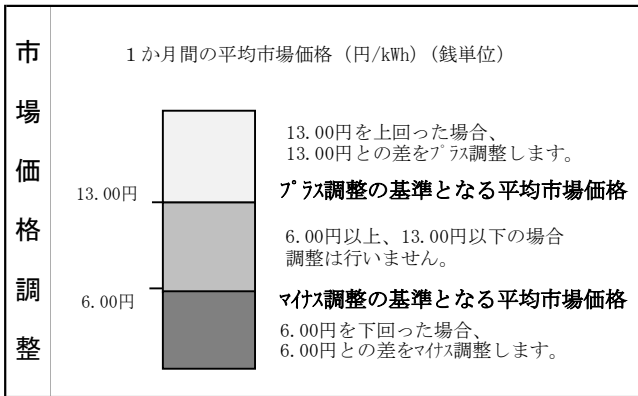 市場価格調整
1か月間の平均市場価格（円/kWh）（銭単位）
13.00円を上回った場合、
13.00円との差をプラス調整します。
プラス調整の基準となる平均市場価格
13.00円
6.00円以上、13.00円以下の場合
調整は行いません。
6.00円
マイナス調整の基準となる平均市場価格
6.00円を下回った場合、
6.00円との差をマイナス調整します。